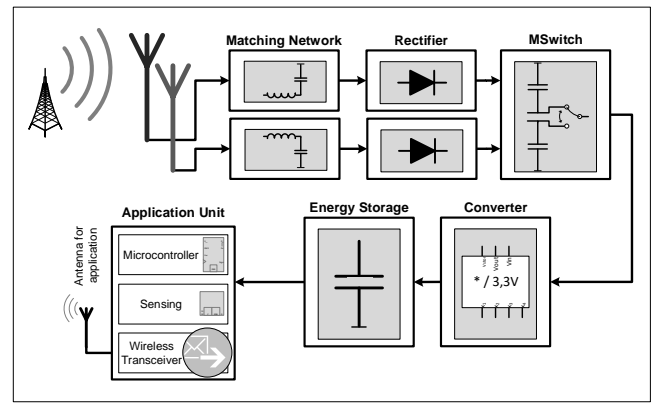 Matching Network
Rectifier
MSwitch
Application Unit
Energy Storage
Converter
Antenna for
application
Microcontroller
Sensing
Wireless
Transceiver
Vout
Vin
* / 3,3V